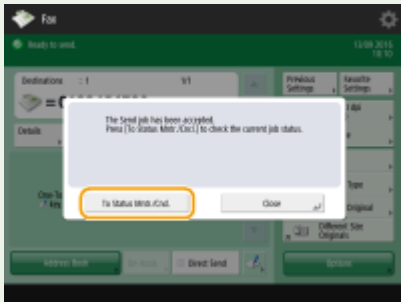 Fax
Ready to send.
13/08 2015
18:10
Destinations : 1
1/1
Previous Settings
Favorite Settings
Details
The Send job has been accepted.
Press [To Status Mntr./Cncl.] to check the current job status.
To Status Mntr./Cncl.
Close
Type
Original
Different Size Originals
Address Book
Direct Send
Options